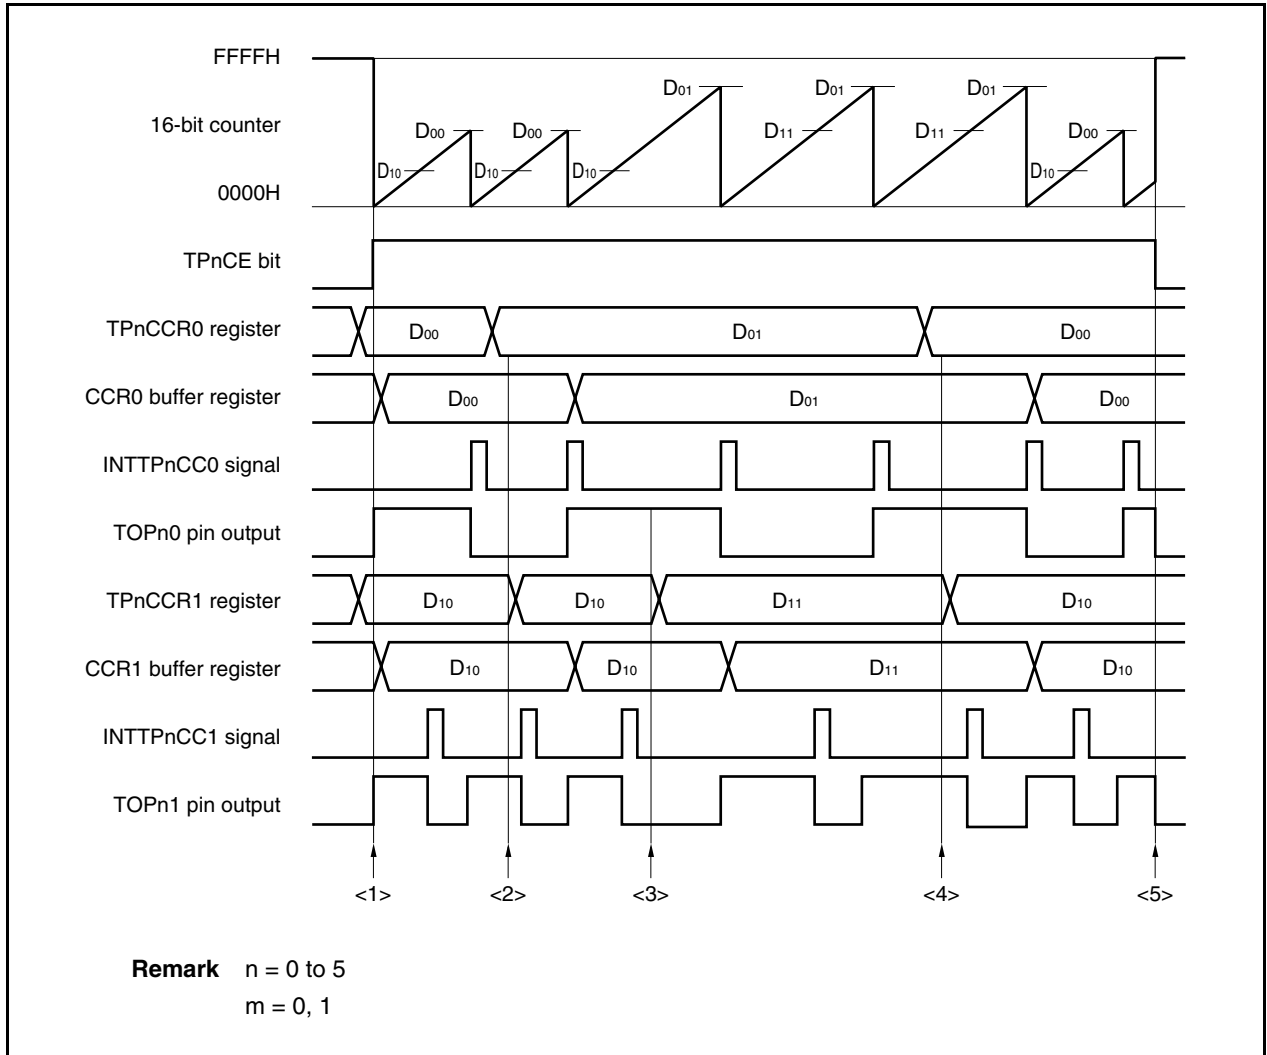 FFFFH
D01 D01 D01
16-bit counter
D00 D00 D11 D11 D00
D10 D10 D10 D10
0000H
TPnCE bit
TPnCCR0 register D00 D01 D00
CCR0 buffer register D00 D01 D00
INTTPnCC0 signal
TOPn0 pin output
TPnCCR1 register D10 D10 D11 D10
CCR1 buffer register D10 D10 D11 D10
INTTPnCC1 signal
TOPn1 pin output
<1> <2> <3> <4> <5>
Remark n = 0 to 5
m = 0, 1